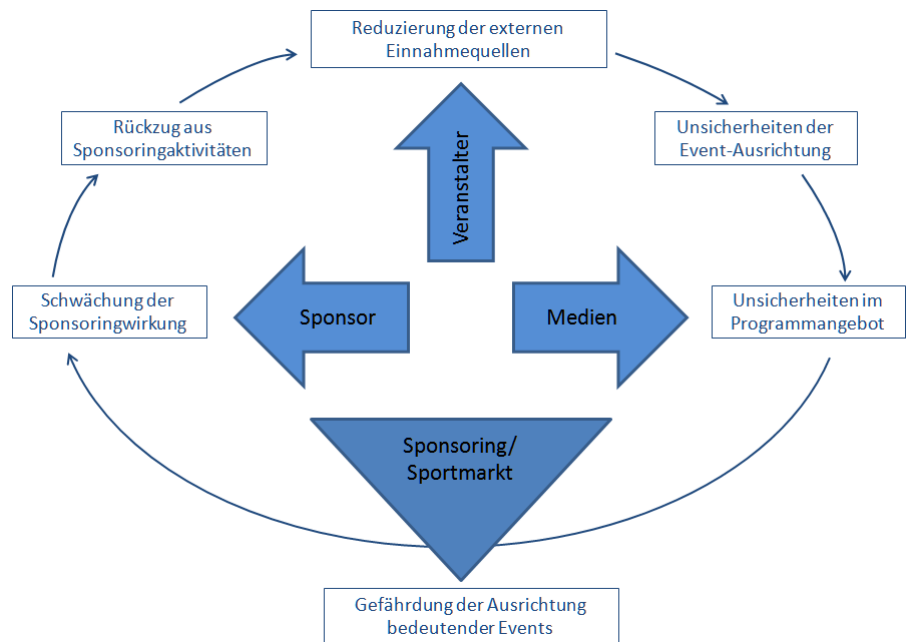 Reduzierung der externen
Einnahmequellen
Rückzug aus
Sponsoringaktivitäten
Unsicherheiten der
Event-Ausrichtung
Veranstalter
Schwächung der
Sponsoringwirkung
Sponsor
Medien
Unsicherheiten im
Programmangebot
Sponsoring/
Sportmarkt
Gefährdung der Ausrichtung
bedeutender Events